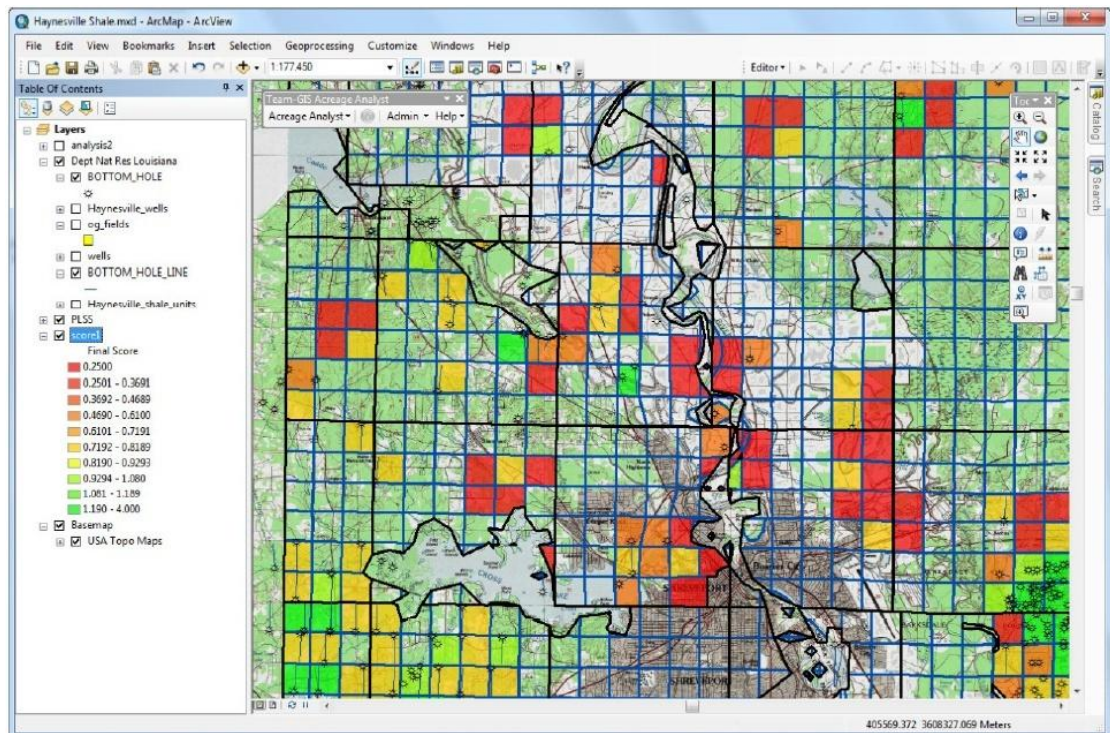 Haynesville Shale.mxd - ArcMap - ArcView
File Edit View Bookmarks Insert Selection Geoprocessing Customize Windows Help
1:177.450
Editor
Table Of Contents
Layers
analysis2
Dept Nat Res Louisiana
BOTTOM_HOLE
Haynesville_wells
og_fields
wells
BOTTOM_HOLE_LINE
Haynesville_shale_units
PLSS
score1
Final Score
0.2500
0.2501 - 0.3691
0.3692 - 0.4689
0.4690 - 0.6100
0.6101 - 0.7191
0.7192 - 0.8189
0.8190 - 0.9293
0.9294 - 1.080
1.081 - 1.189
1.190 - 4.000
Basemap
USA Topo Maps
Team-GIS Acreage Analyst
Acreage Analyst Admin Help
Catalog
Search
CROSS
SHREVEPORT
BARKSDALE
SHREVEPORT
405569.372 3608327.069 Meters